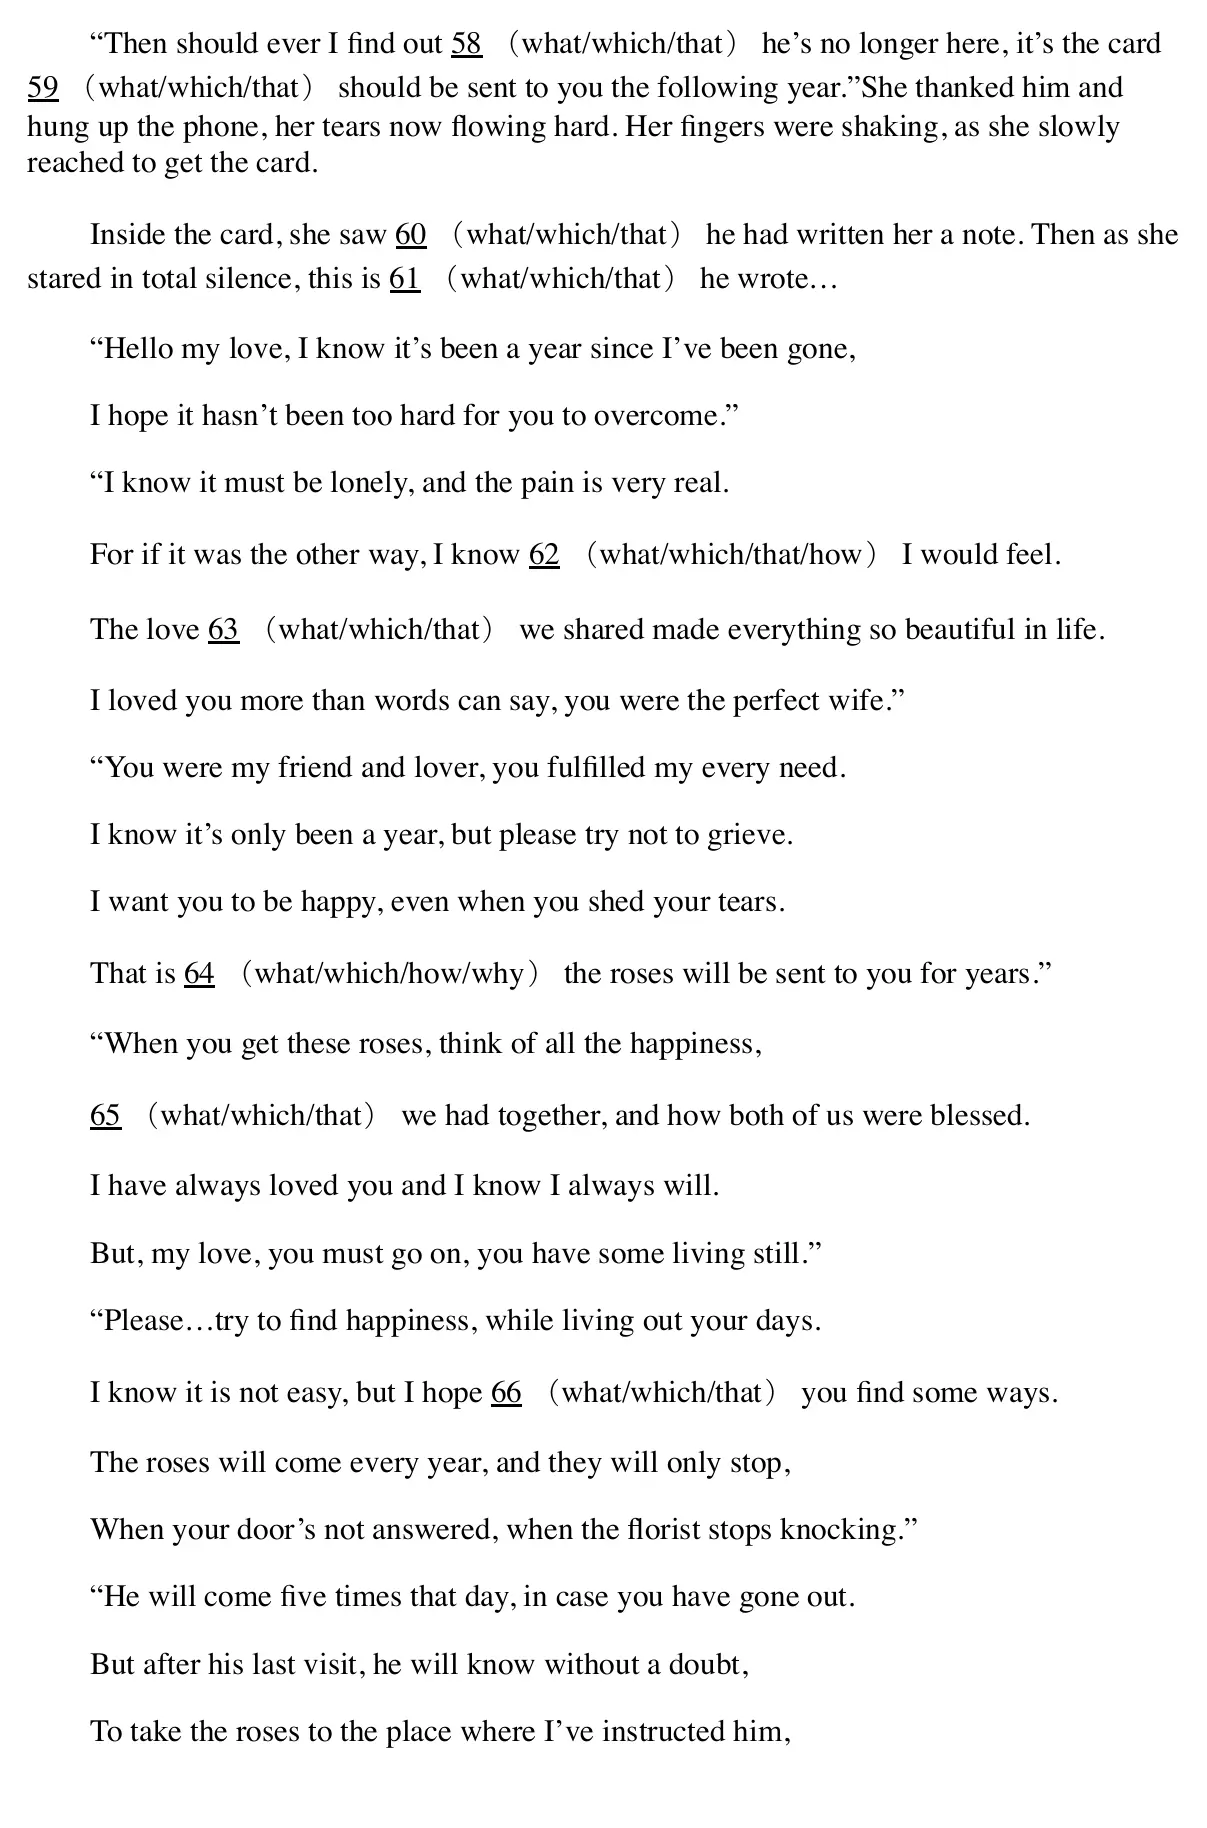 “Then should ever I find out 58 （what/which/that） he’s no longer here, it’s the card
59 （what/which/that） should be sent to you the following year.”She thanked him and
hung up the phone, her tears now flowing hard. Her fingers were shaking, as she slowly
reached to get the card.
Inside the card, she saw 60 （what/which/that） he had written her a note. Then as she
stared in total silence, this is 61 （what/which/that） he wrote…
“Hello my love, I know it’s been a year since I’ve been gone,
I hope it hasn’t been too hard for you to overcome.”
“I know it must be lonely, and the pain is very real.
For if it was the other way, I know 62 （what/which/that/how） I would feel.
The love 63 （what/which/that） we shared made everything so beautiful in life.
I loved you more than words can say, you were the perfect wife.”
“You were my friend and lover, you fulfilled my every need.
I know it’s only been a year, but please try not to grieve.
I want you to be happy, even when you shed your tears.
That is 64 （what/which/how/why） the roses will be sent to you for years.”
“When you get these roses, think of all the happiness,
65 （what/which/that） we had together, and how both of us were blessed.
I have always loved you and I know I always will.
But, my love, you must go on, you have some living still.”
“Please…try to find happiness, while living out your days.
I know it is not easy, but I hope 66 （what/which/that） you find some ways.
The roses will come every year, and they will only stop,
When your door’s not answered, when the florist stops knocking.”
“He will come five times that day, in case you have gone out.
But after his last visit, he will know without a doubt,
To take the roses to the place where I’ve instructed him,